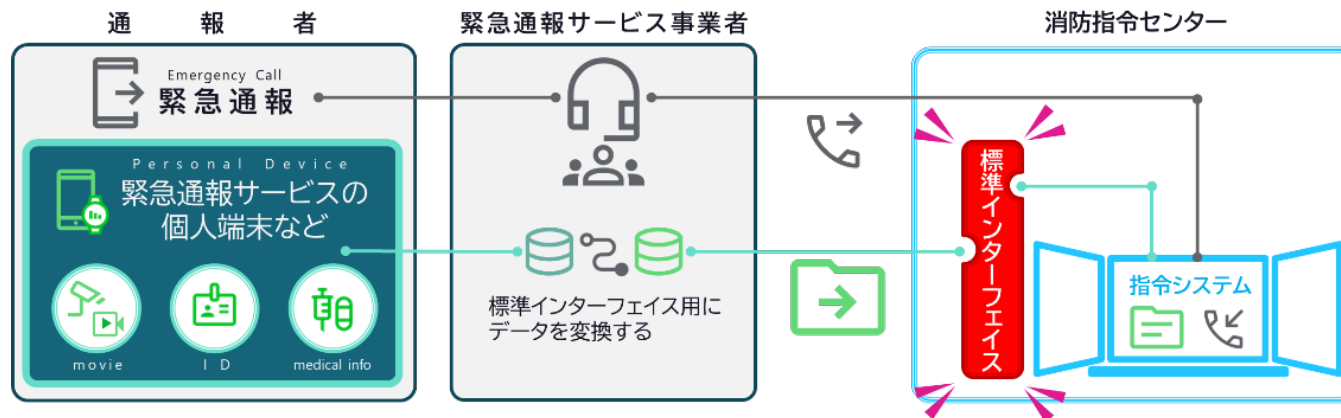 通報者
Emergency Call
緊急通報
Personal Device
緊急通報サービスの
個人端末など
movie
ID
medical info
緊急通報サービス事業者
標準インターフェイス用に
データを変換する
消防指令センター
標準インターフェイス
指令システム